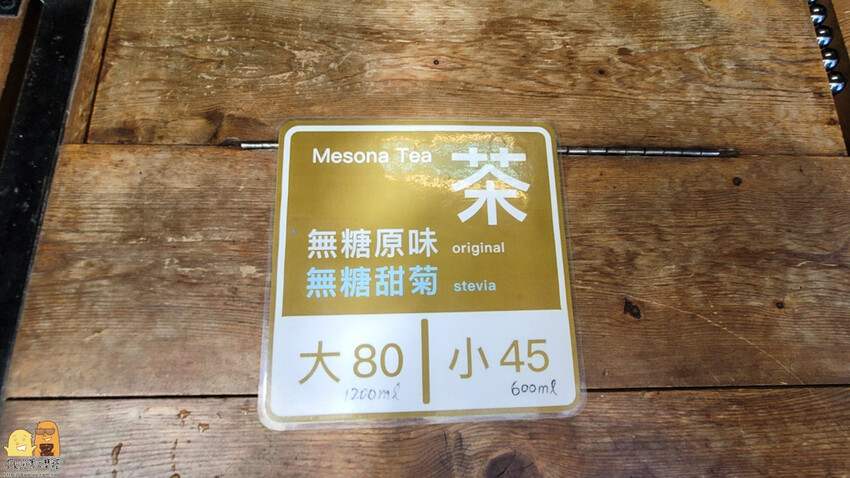 Mesona Tea 茶
無糖原味 original
無糖甜菊 stevia
大 80 | 小 45
1200ml 600ml